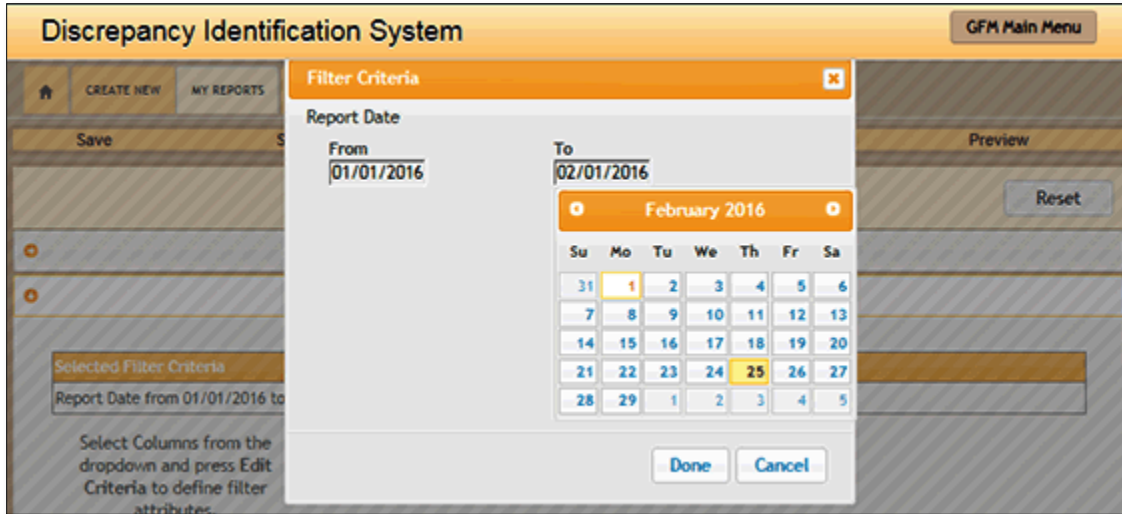 Discrepancy Identification System
GFM Main Menu
CREATE NEW
MY REPORTS
Filter Criteria
Save
S
Preview
Report Date
From
To
01/01/2016
02/01/2016
Reset
February 2016
Su Mo Tu We Th Fr Sa
31 1 2 3 4 5 6
7 8 9 10 11 12 13
14 15 16 17 18 19 20
21 22 23 24 25 26 27
28 29 1 2 3 4 5
Selected Filter Criteria
Report Date from 01/01/2016 to
Select Columns from the
dropdown and press Edit
Criteria to define filter
attributes.
Done
Cancel